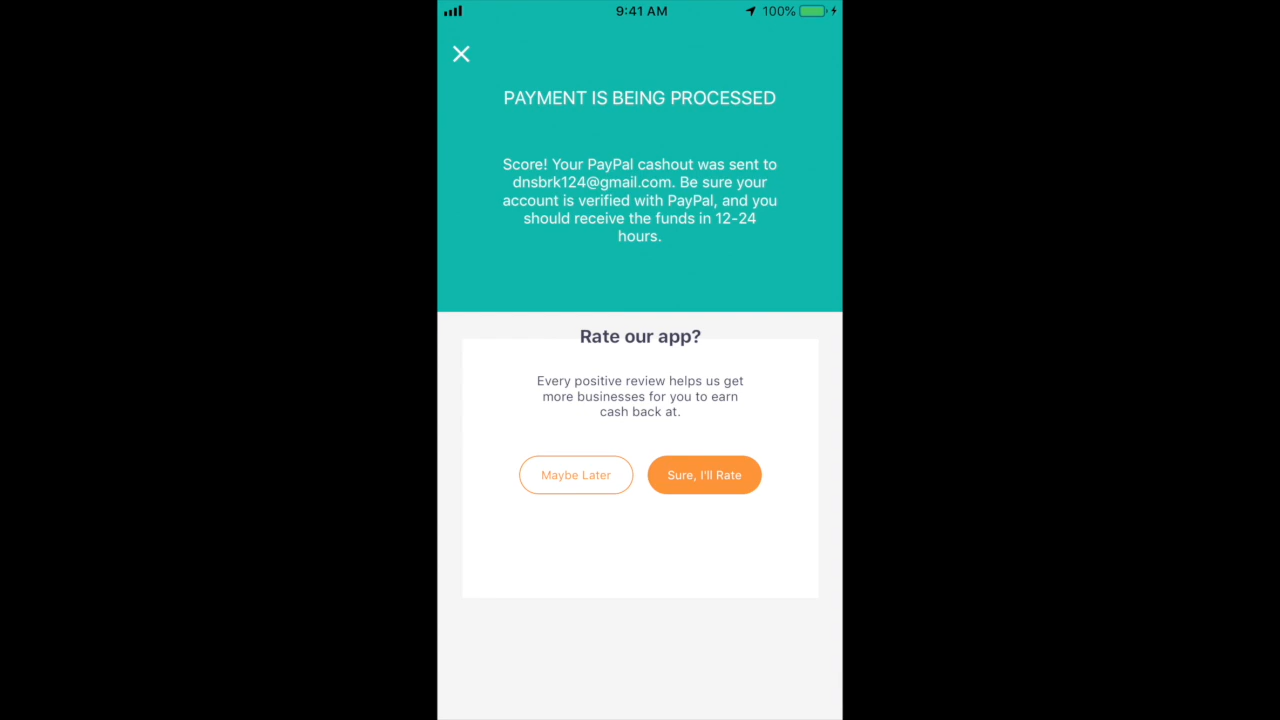 9:41 AM
100%
PAYMENT IS BEING PROCESSED
Score! Your PayPal cashout was sent to
dnsbrk124@gmail.com. Be sure your
account is verified with PayPal, and you
should receive the funds in 12-24
hours.
Rate our app?
Every positive review helps us get
more businesses for you to earn
cash back at.
Maybe Later
Sure, I'll Rate